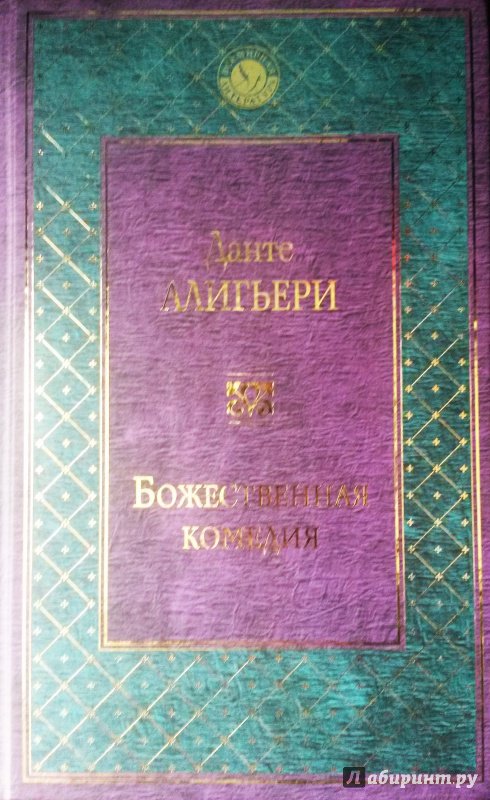 Данте
АЛИГЬЕРИ
БОЖЕСТВЕННАЯ
КОМЕДИЯ
Лабиринт.ру